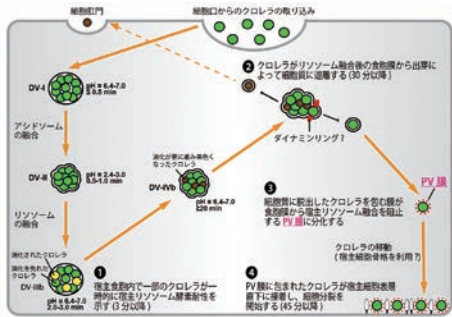 細胞肛門
細胞口からのクロレラの取り込み
DV-I
pH = 6.4-7.0
≦ 0.5 min
アシドソームの融合
DV-II
pH = 2.4-3.0
0.5-1.0 min
リソソームの融合
消化されたクロレラ
消化を免れたクロレラ
DV-IIIb
pH = 6.4-7.0
2.0-3.0 min
消化が更に進み茶色くなったクロレラ
DV-IVb
pH = 6.4-7.0
≧20 min
❷ クロレラがリソソーム融合後の食胞膜から出芽によって細胞質に遊離する (30 分以降)
ダイナミンリング ?
PV 膜
❸ 細胞質に脱出したクロレラを包む膜が食胞膜から宿主リソソーム融合を阻止する PV 膜に分化する
クロレラの移動
(宿主細胞骨格を利用 ?)
❶ 宿主食胞内で一部のクロレラが一時的に宿主リソソーム酵素耐性を示す (3 分以降)
❹ PV 膜に包まれたクロレラが宿主細胞表層直下に接着し、細胞分裂を開始する (45 分以降)